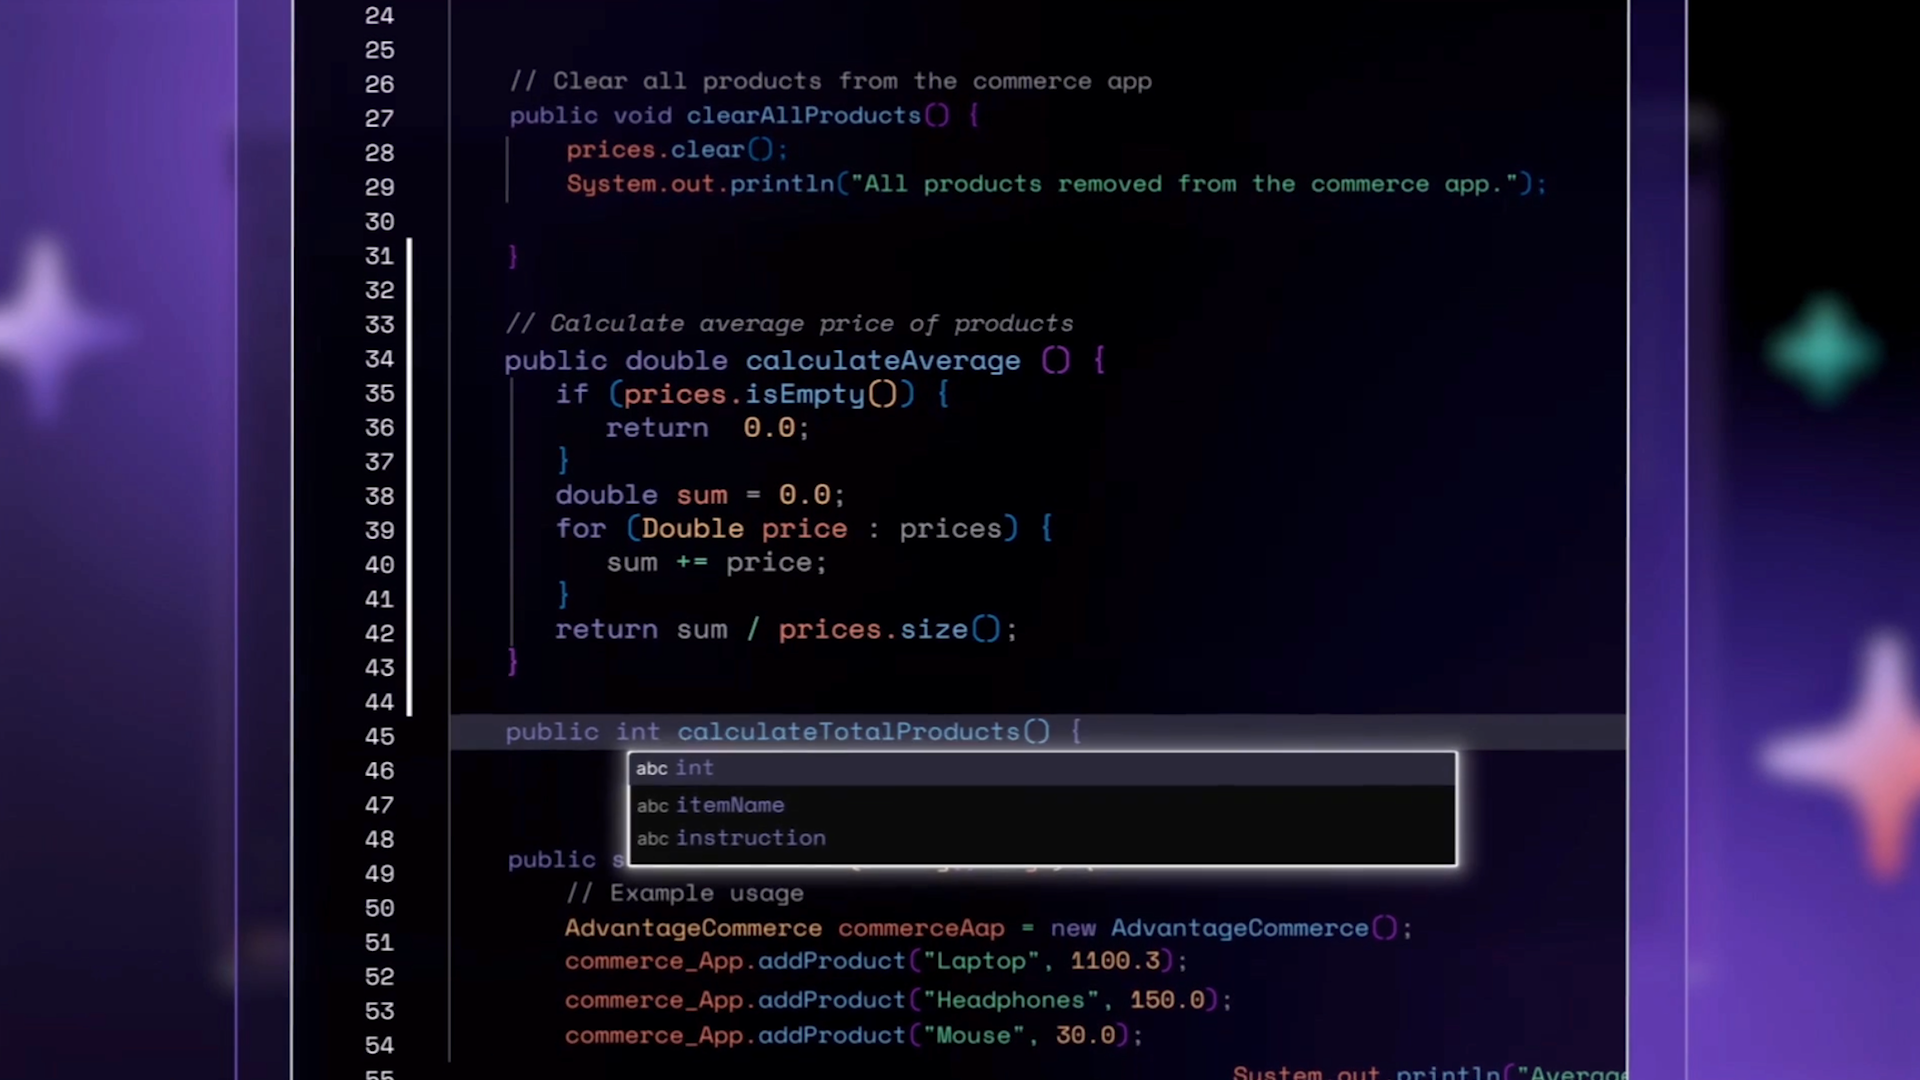 24
25
26 // Clear all products from the commerce app
27 public void clearAllProducts() {
28 prices.clear();
29 System.out.println("All products removed from the commerce app.");
30
31 }
32
33 // Calculate average price of products
34 public double calculateAverage () {
35 if (prices.isEmpty()) {
36 return 0.0;
37 }
38 double sum = 0.0;
39 for (Double price : prices) {
40 sum += price;
41 }
42 return sum / prices.size();
43 }
44
45 public int calculateTotalProducts() {
46 abc int
47 abc itemName
48 abc instruction
49 public
50 // Example usage
51 AdvantageCommerce commerceAap = new AdvantageCommerce();
52 commerce_App.addProduct("Laptop", 1100.3);
53 commerce_App.addProduct("Headphones", 150.0);
54 commerce_App.addProduct("Mouse", 30.0);
55 System out println("Average